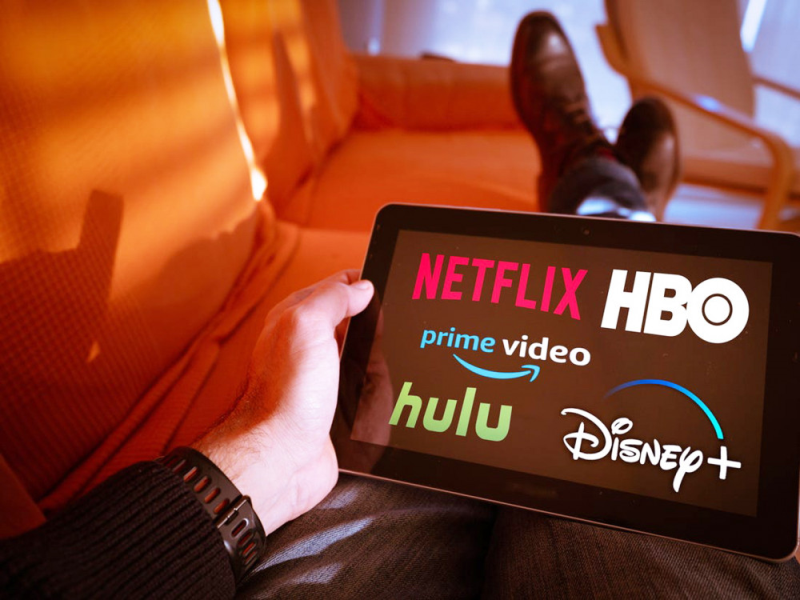 NETFLIX HBO
prime video
hulu
Disney+